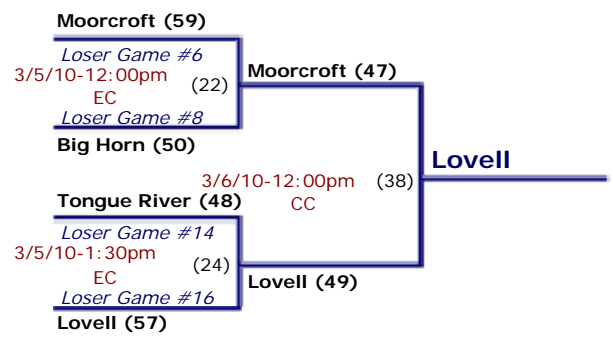 Moorcroft (59)
Loser Game #6
3/5/10-12:00pm
(22)
EC
Loser Game #8
Big Horn (50)
Moorcroft (47)
Lovell
3/6/10-12:00pm
(38)
CC
Tongue River (48)
Loser Game #14
3/5/10-1:30pm
(24)
EC
Loser Game #16
Lovell (57)
Lovell (49)